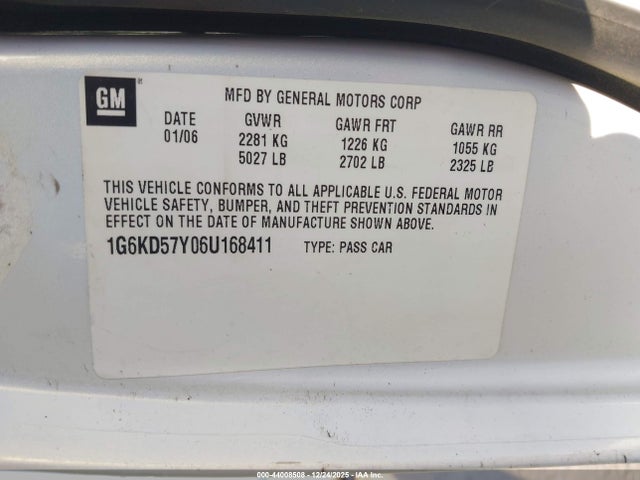 GM
MFD BY GENERAL MOTORS CORP
DATE GVWR GAWR FRT GAWR RR
01/06 2281 KG 1226 KG 1055 KG
5027 LB 2702 LB 2325 LB
THIS VEHICLE CONFORMS TO ALL APPLICABLE U.S. FEDERAL MOTOR
VEHICLE SAFETY, BUMPER, AND THEFT PREVENTION STANDARDS IN
EFFECT ON THE DATE OF MANUFACTURE SHOWN ABOVE.
1G6KD57Y06U168411 TYPE: PASS CAR
000-44008508 - 12/24/2025 - IAA Inc.